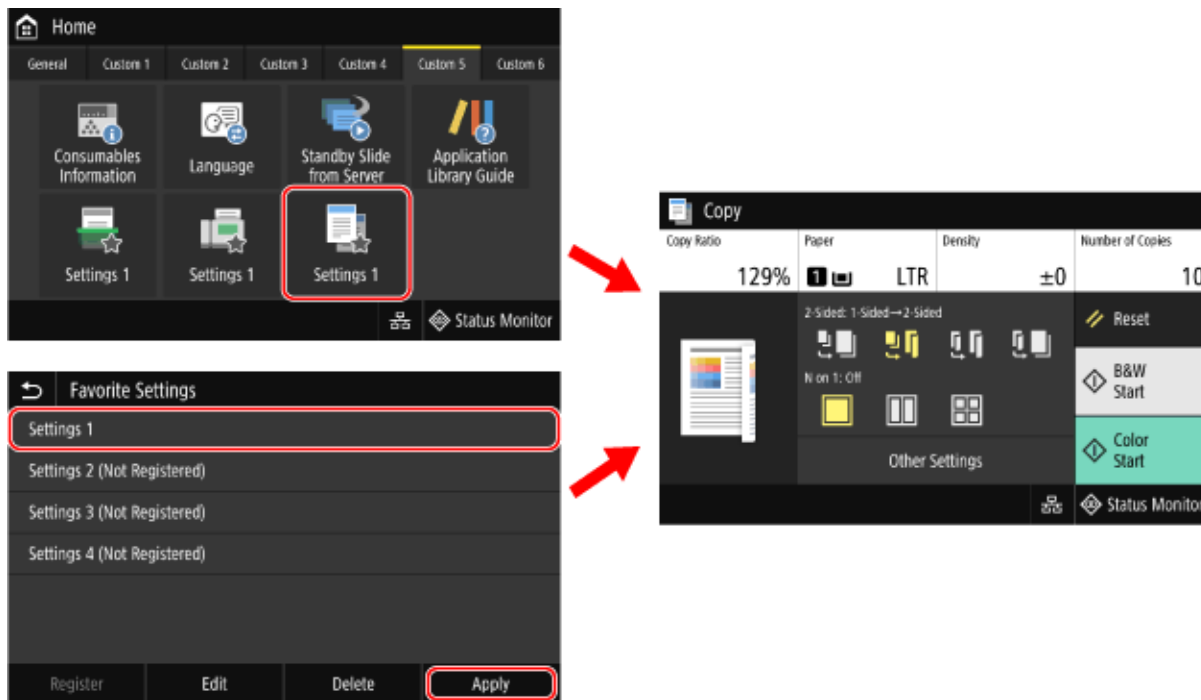 Home
General Custom 1 Custom 2 Custom 3 Custom 4 Custom 5 Custom 6
Consumables
Information
Language
Standby Slide
from Server
Application
Library Guide
Settings 1
Settings 1
Settings 1
Status Monitor
Favorite Settings
Settings 1
Settings 2 (Not Registered)
Settings 3 (Not Registered)
Settings 4 (Not Registered)
Register Edit Delete Apply
Copy
Copy Ratio Paper Density Number of Copies
129% 1 LTR ±0 10
2-Sided: 1-Sided→2-Sided
N on 1: Off
Other Settings
Reset
B&W
Start
Color
Start
Status Monitor